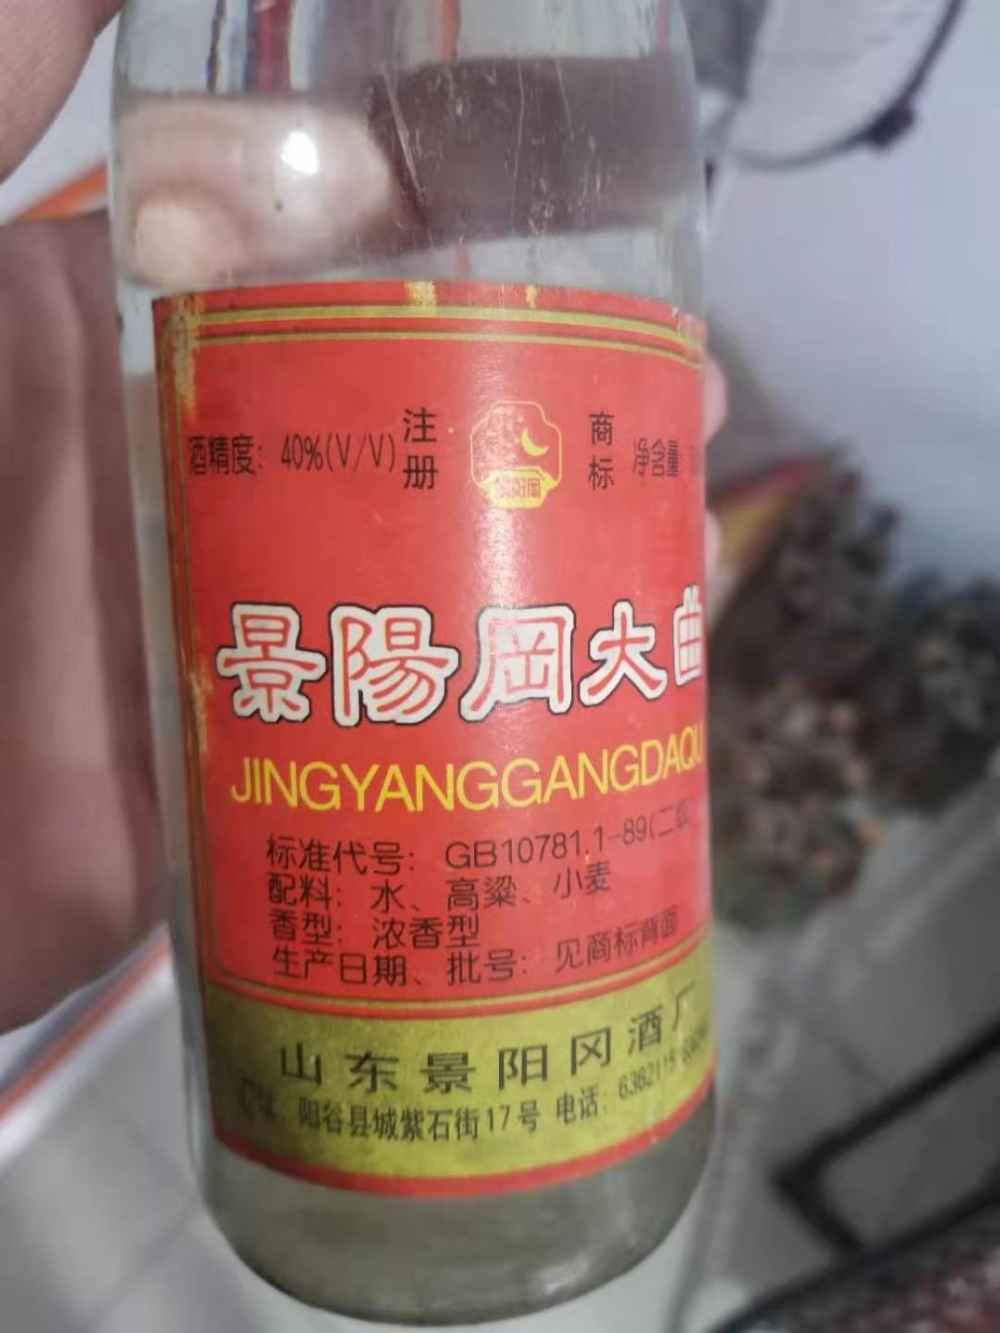 酒精度: 40%(V/V) 注册 商标 净含量
景陽岡大曲
JINGYANGGANGDAQU
标准代号: GB10781.1-89(二级
配料: 水、高粱、小麦
香型: 浓香型
生产日期、批号: 见商标背面
山东景阳冈酒厂
阳谷县城紫石街17号 电话: